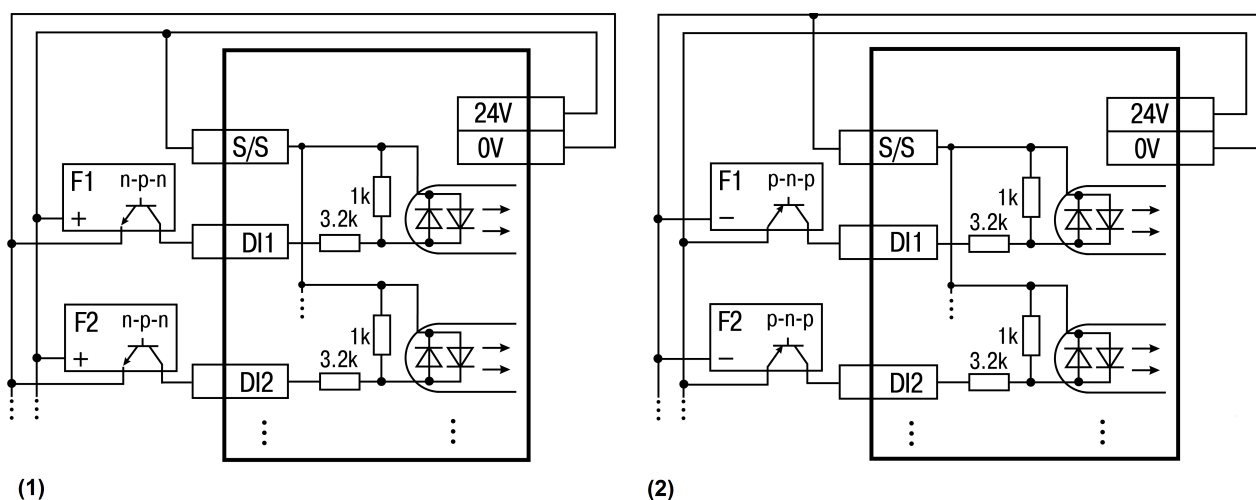 24V
0V
S/S
F1 n-p-n
+
1k
3.2k
DI1
F2 n-p-n
+
1k
3.2k
DI2
(1)
24V
0V
S/S
F1 p-n-p
−
1k
3.2k
DI1
F2 p-n-p
−
1k
3.2k
DI2
(2)